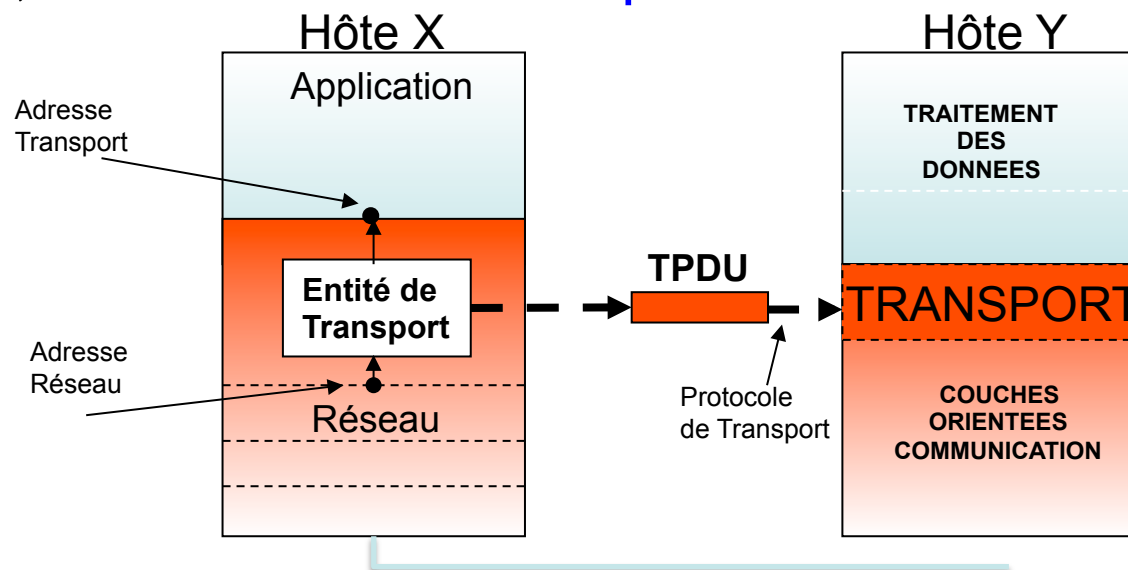 Hôte X
Hôte Y
Application
Adresse
Transport
TRAITEMENT
DES
DONNEES
Entité de
Transport
TPDU
TRANSPORT
Adresse
Réseau
Réseau
Protocole
de Transport
COUCHES
ORIENTEES
COMMUNICATION